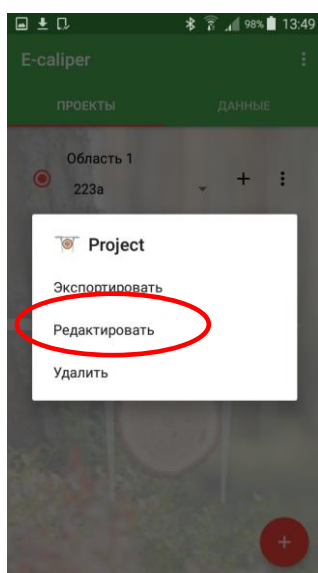 98% 13:49
E-caliper
ПРОЕКТЫ ДАННЫЕ
Область 1
223а
Project
Экспортировать
Редактировать
Удалить